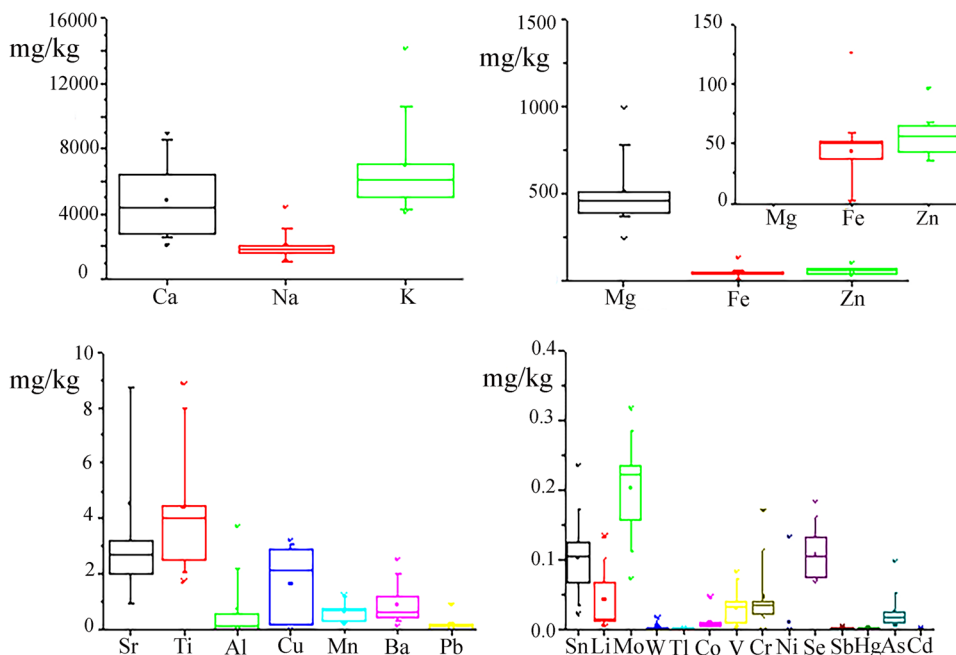 16000
mg/kg
12000
8000
4000
0
Ca Na K
1500
mg/kg
1000
500
0
Mg Fe Zn
150
100
50
0
Mg Fe Zn
10
mg/kg
8
6
4
2
0
Sr Ti Al Cu Mn Ba Pb
0.4
mg/kg
0.3
0.2
0.1
0.0
Sn Li Mo W Tl Co V Cr Ni Se Sb Hg As Cd